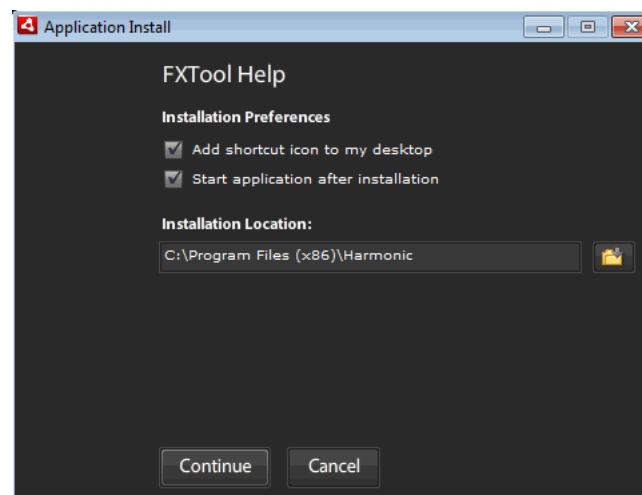 Application Install
FXTool Help
Installation Preferences
Add shortcut icon to my desktop
Start application after installation
Installation Location:
C:\Program Files (x86)\Harmonic
Continue Cancel